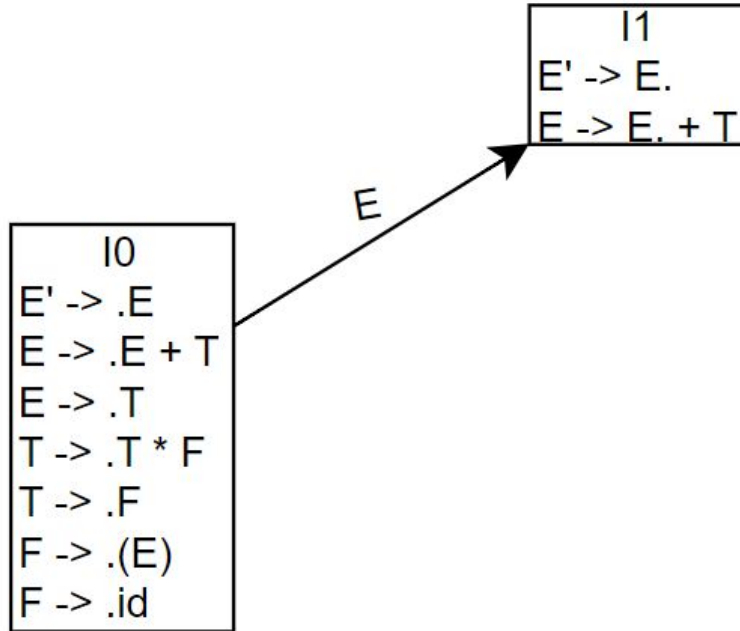 I1
E' -> E.
E -> E. + T
E
I0
E' -> .E
E -> .E + T
E -> .T
T -> .T * F
T -> .F
F -> .(E)
F -> .id